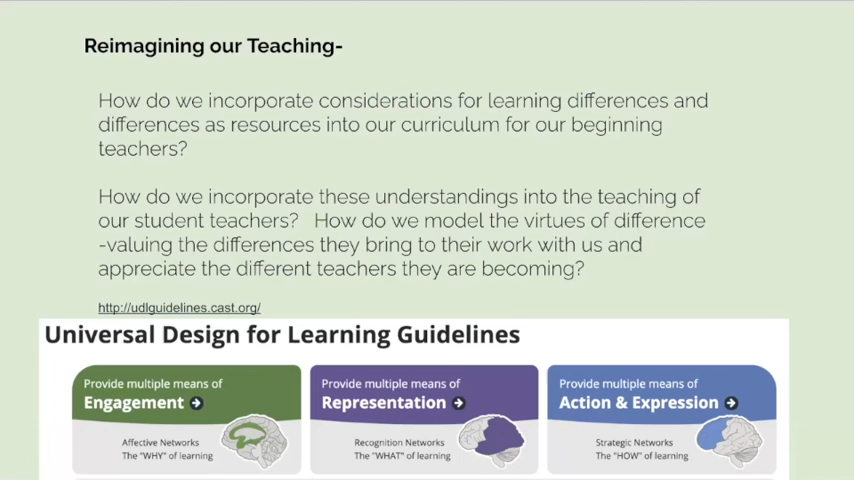 Reimagining our Teaching-
How do we incorporate considerations for learning differences and
differences as resources into our curriculum for our beginning
teachers?
How do we incorporate these understandings into the teaching of
our student teachers?   How do we model the virtues of difference
-valuing the differences they bring to their work with us and
appreciate the different teachers they are becoming?
http://udlguidelines.cast.org/
Universal Design for Learning Guidelines
Provide multiple means of
Engagement
Affective Networks
The "WHY" of learning
Provide multiple means of
Representation
Recognition Networks
The "WHAT" of learning
Provide multiple means of
Action & Expression
Strategic Networks
The "HOW" of learning